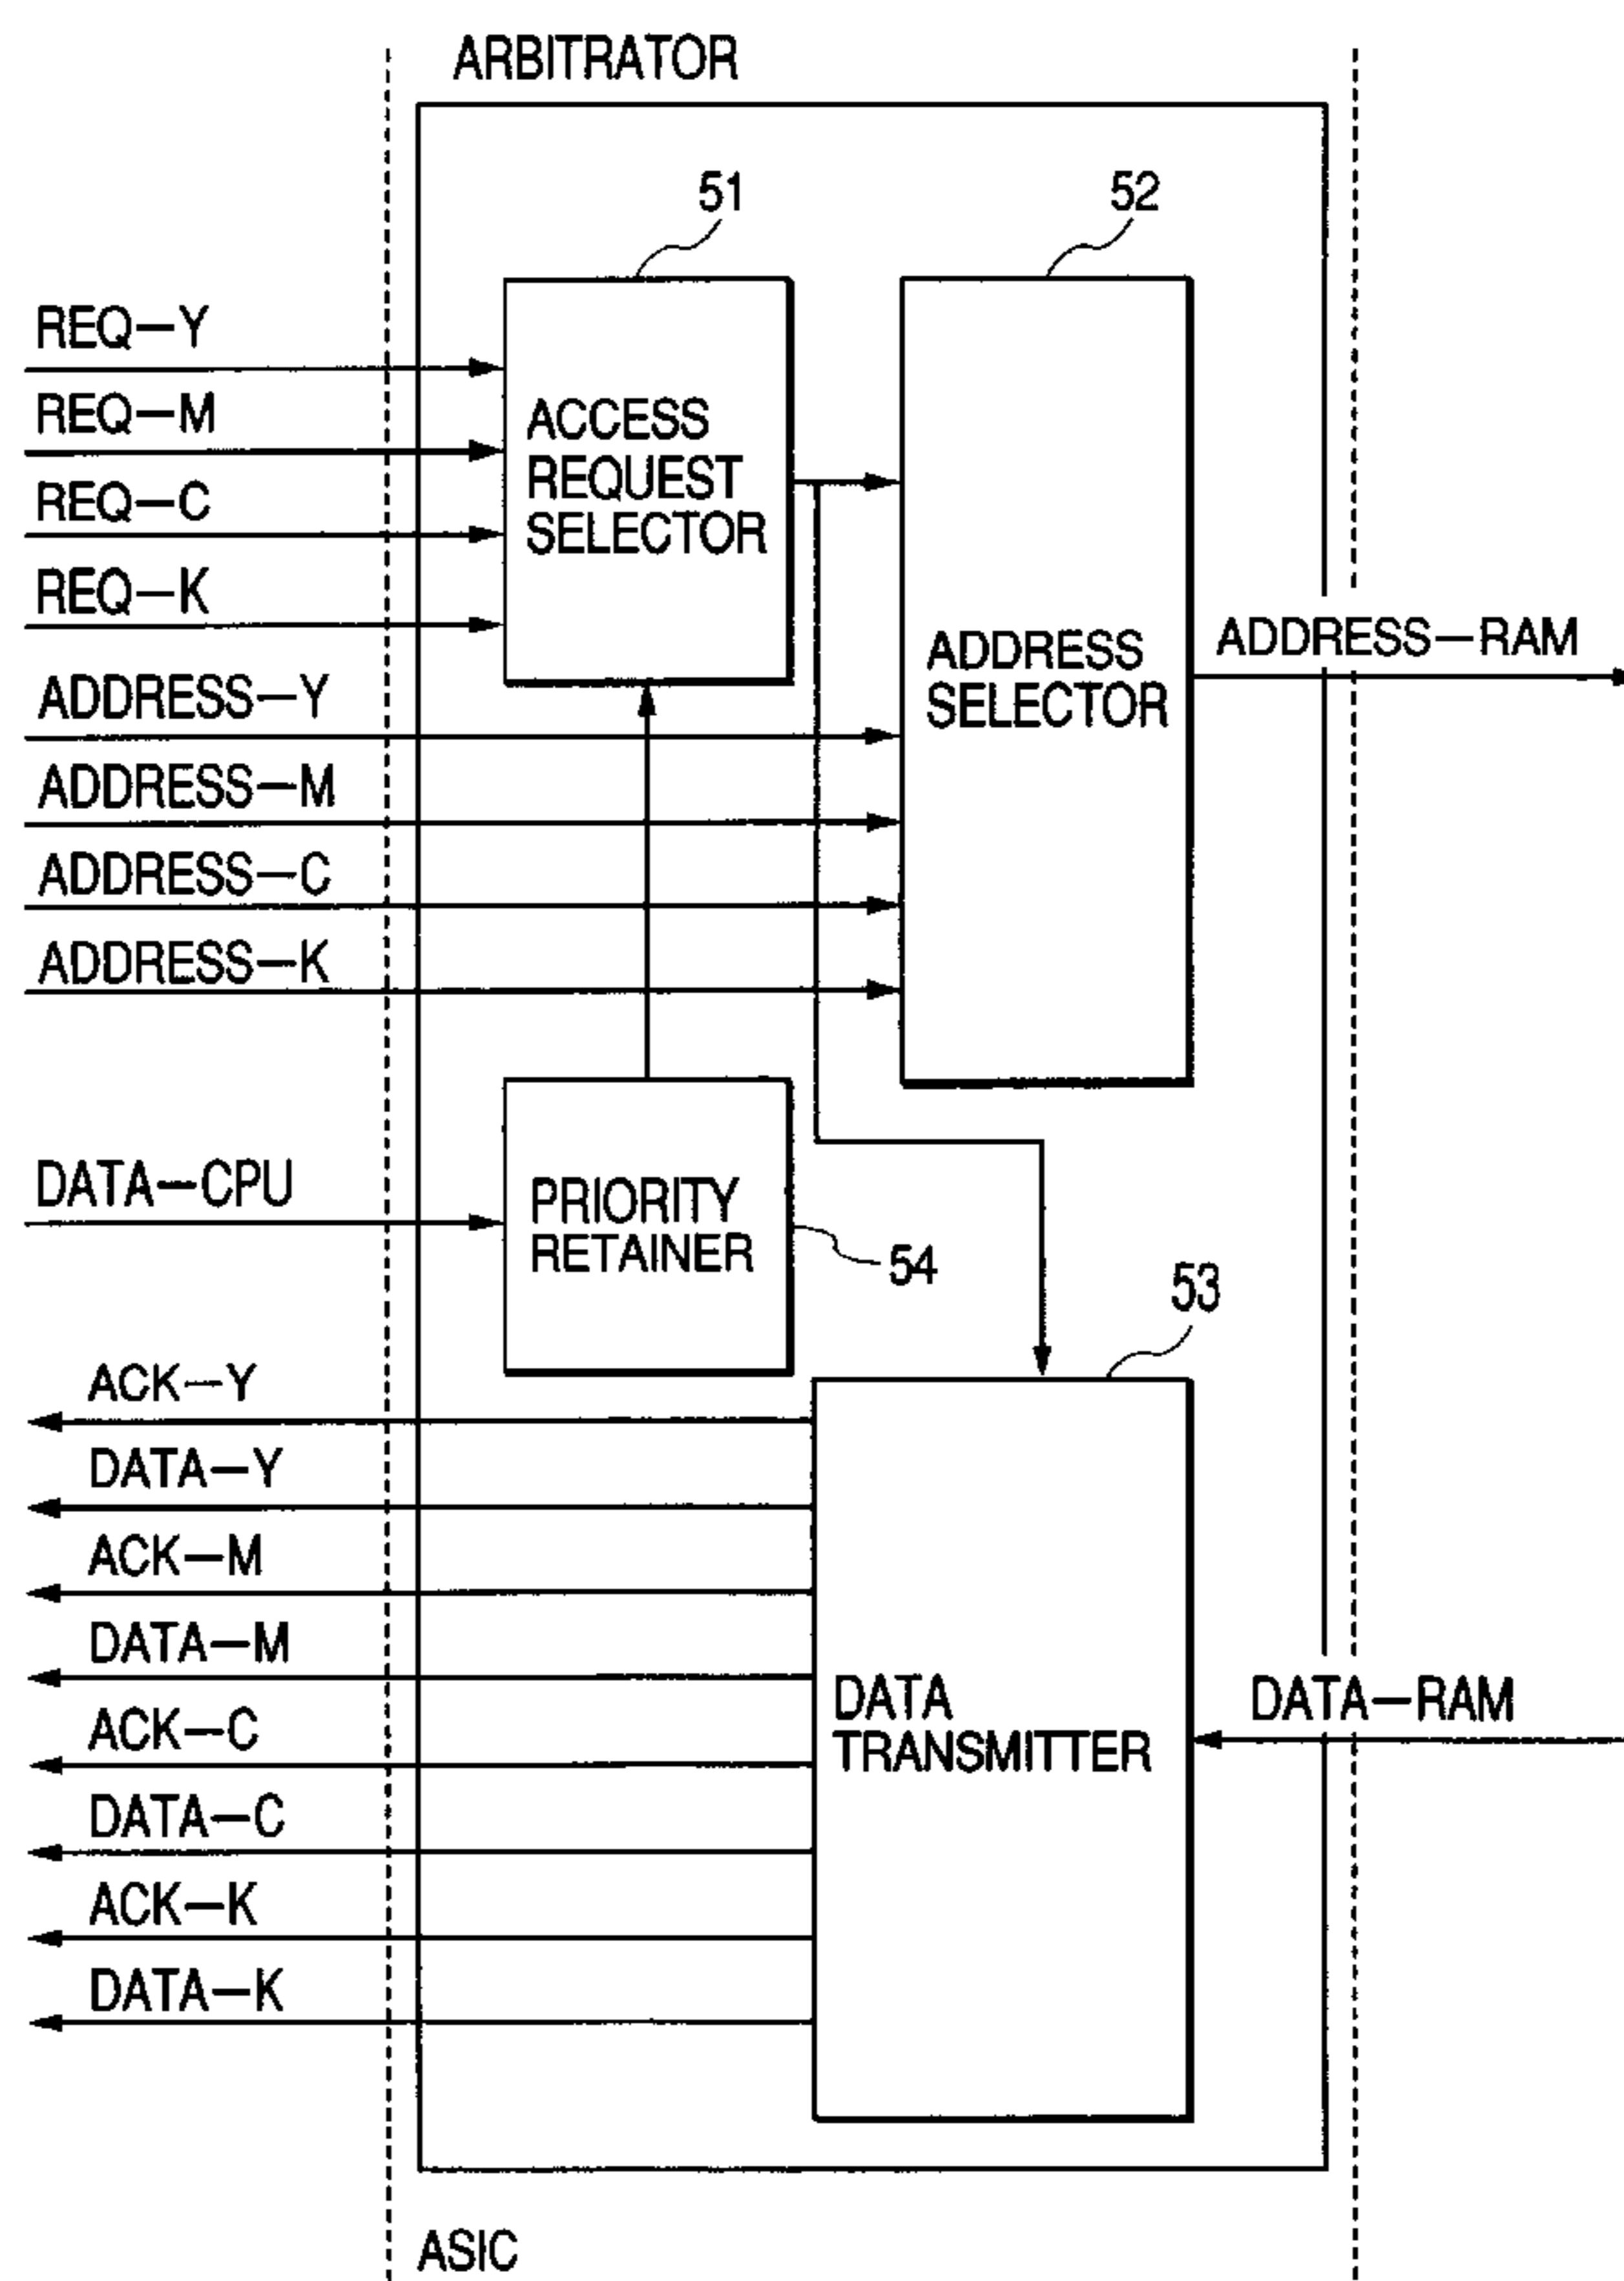 ARBITRATOR
51
52
REQ—Y
REQ—M
REQ—C
REQ—K
ACCESS
REQUEST
SELECTOR
ADDRESS
SELECTOR
ADDRESS—RAM
ADDRESS—Y
ADDRESS—M
ADDRESS—C
ADDRESS—K
DATA—CPU
PRIORITY
RETAINER
54
53
ACK—Y
DATA—Y
ACK—M
DATA—M
ACK—C
DATA—C
ACK—K
DATA—K
DATA
TRANSMITTER
DATA—RAM
ASIC